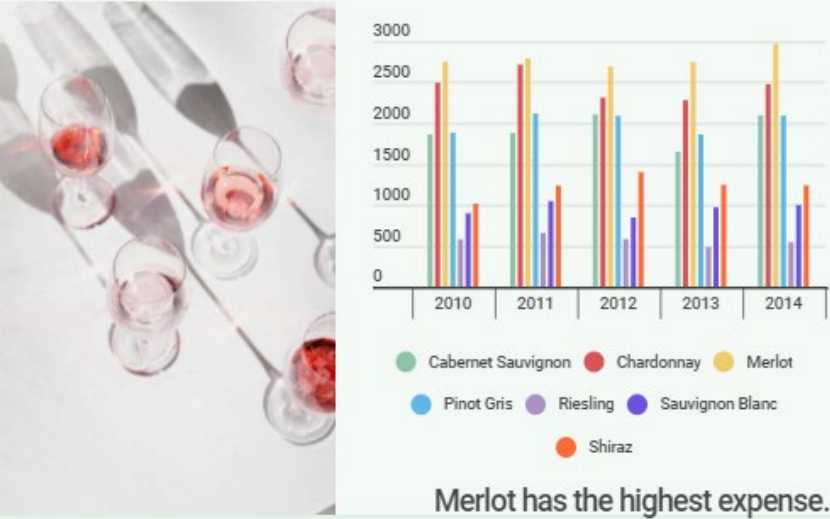 3000
2500
2000
1500
1000
500
0
2010 2011 2012 2013 2014
Cabernet Sauvignon Chardonnay Merlot
Pinot Gris Riesling Sauvignon Blanc
Shiraz
Merlot has the highest expense.